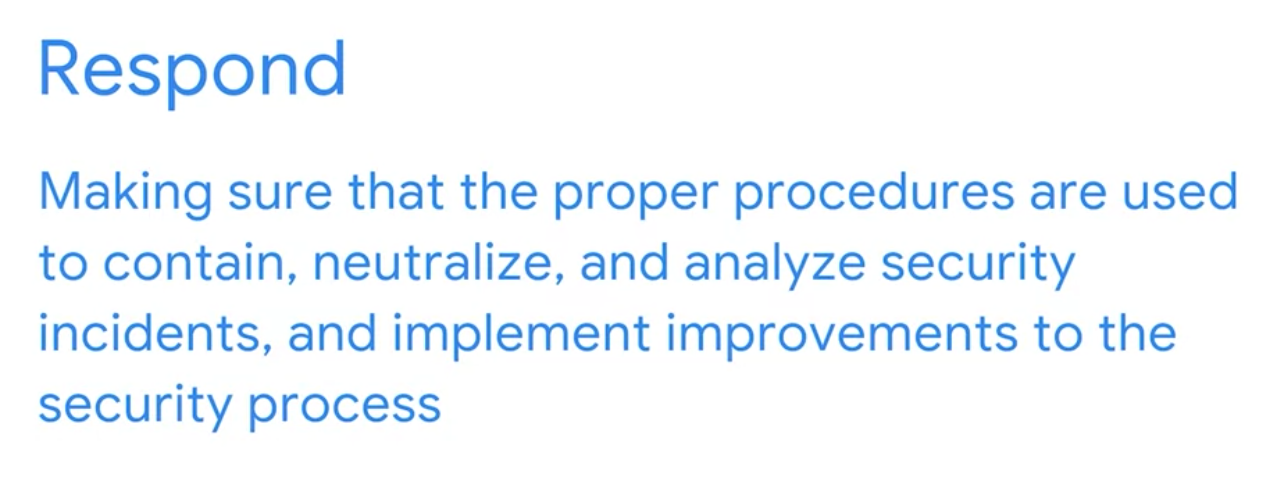 Respond
Making sure that the proper procedures are used
to contain, neutralize, and analyze security
incidents, and implement improvements to the
security process